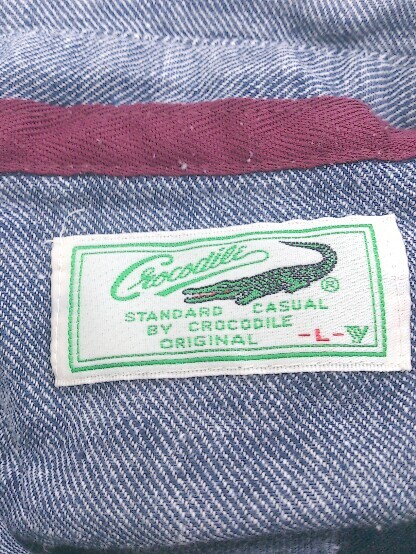 Crocodile ®
STANDARD CASUAL
BY CROCODILE
ORIGINAL -L-